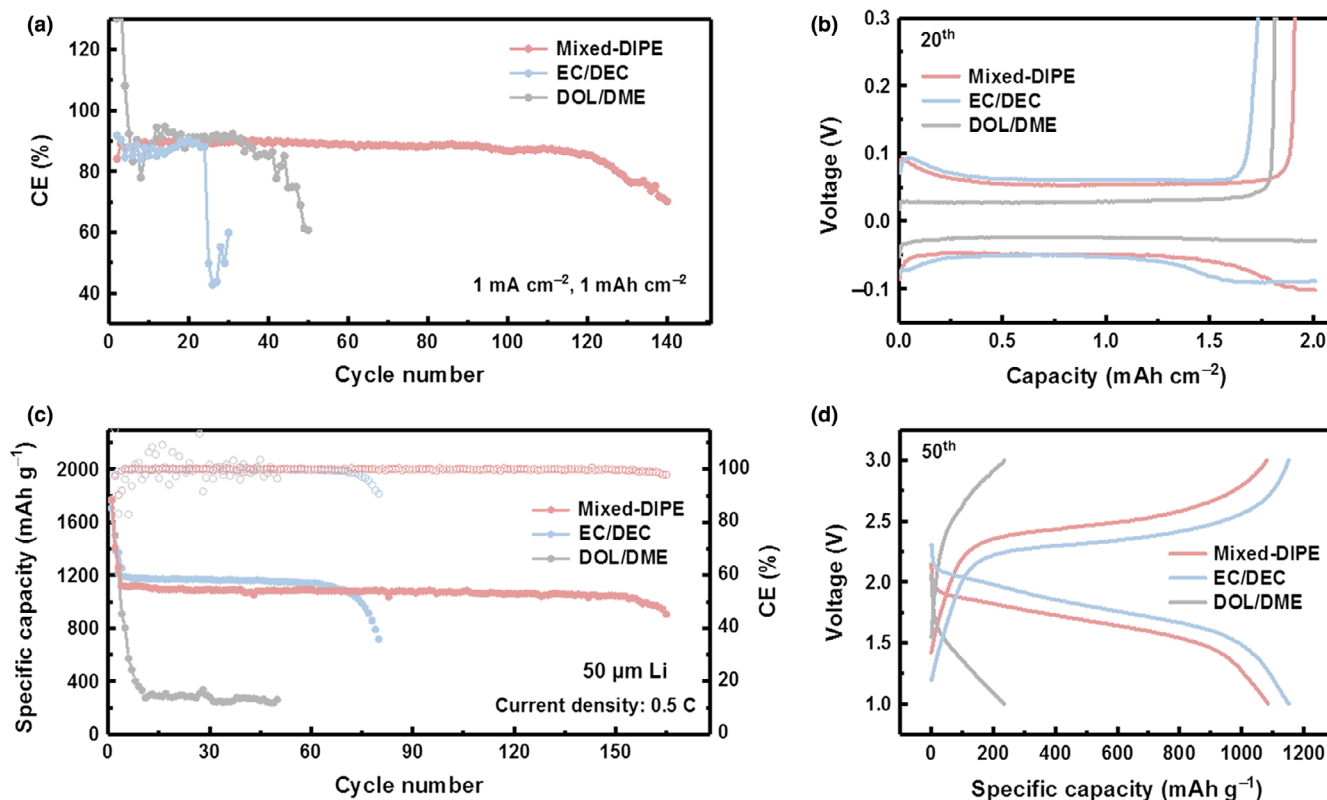 (a)
120
100
80
60
40
CE (%)
Mixed-DIPE
EC/DEC
DOL/DME
1 mA cm⁻², 1 mAh cm⁻²
0 20 40 60 80 100 120 140
Cycle number
(b)
0.3
0.2
0.1
0.0
−0.1
Voltage (V)
20th
Mixed-DIPE
EC/DEC
DOL/DME
0.0 0.5 1.0 1.5 2.0
Capacity (mAh cm⁻²)
(c)
2000
1600
1200
800
400
0
Specific capacity (mAh g⁻¹)
Mixed-DIPE
EC/DEC
DOL/DME
50 μm Li
Current density: 0.5 C
100
80
60
40
20
0
CE (%)
0 30 60 90 120 150
Cycle number
(d)
3.0
2.5
2.0
1.5
1.0
Voltage (V)
50th
Mixed-DIPE
EC/DEC
DOL/DME
0 200 400 600 800 1000 1200
Specific capacity (mAh g⁻¹)